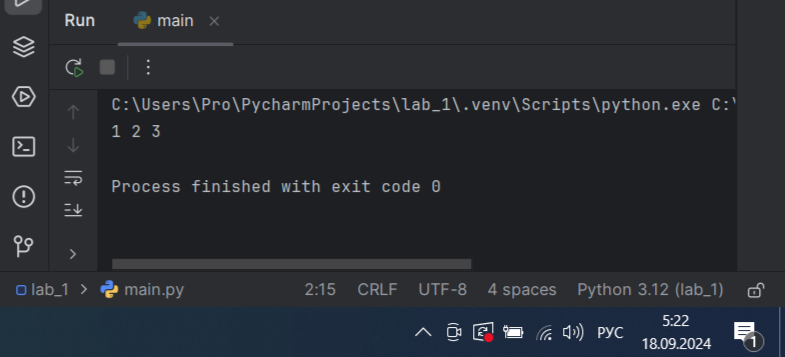 Run main
C:\Users\Pro\PycharmProjects\lab_1\.venv\Scripts\python.exe C:\
1 2 3
Process finished with exit code 0
lab_1 > main.py 2:15 CRLF UTF-8 4 spaces Python 3.12 (lab_1)
РУС 5:22
18.09.2024 1